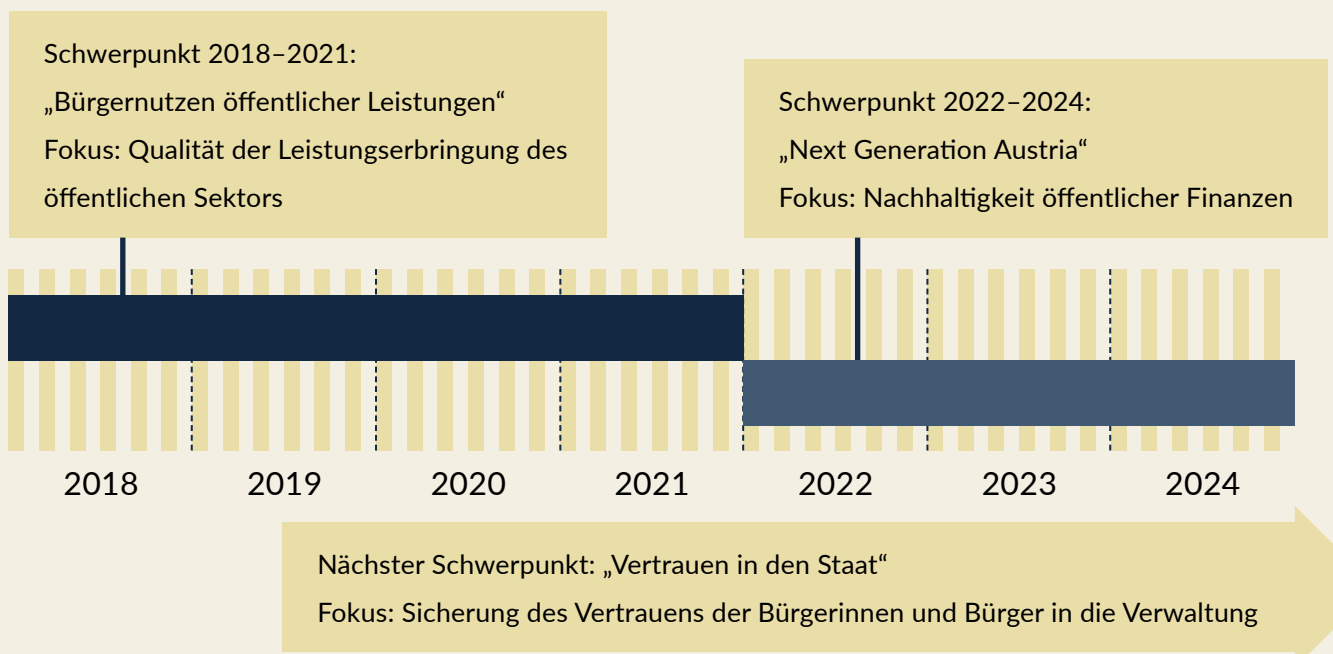 Schwerpunkt 2018–2021:
„Bürgernutzen öffentlicher Leistungen“
Fokus: Qualität der Leistungserbringung des
öffentlichen Sektors
Schwerpunkt 2022–2024:
„Next Generation Austria“
Fokus: Nachhaltigkeit öffentlicher Finanzen
2018 2019 2020 2021 2022 2023 2024
Nächster Schwerpunkt: „Vertrauen in den Staat“
Fokus: Sicherung des Vertrauens der Bürgerinnen und Bürger in die Verwaltung